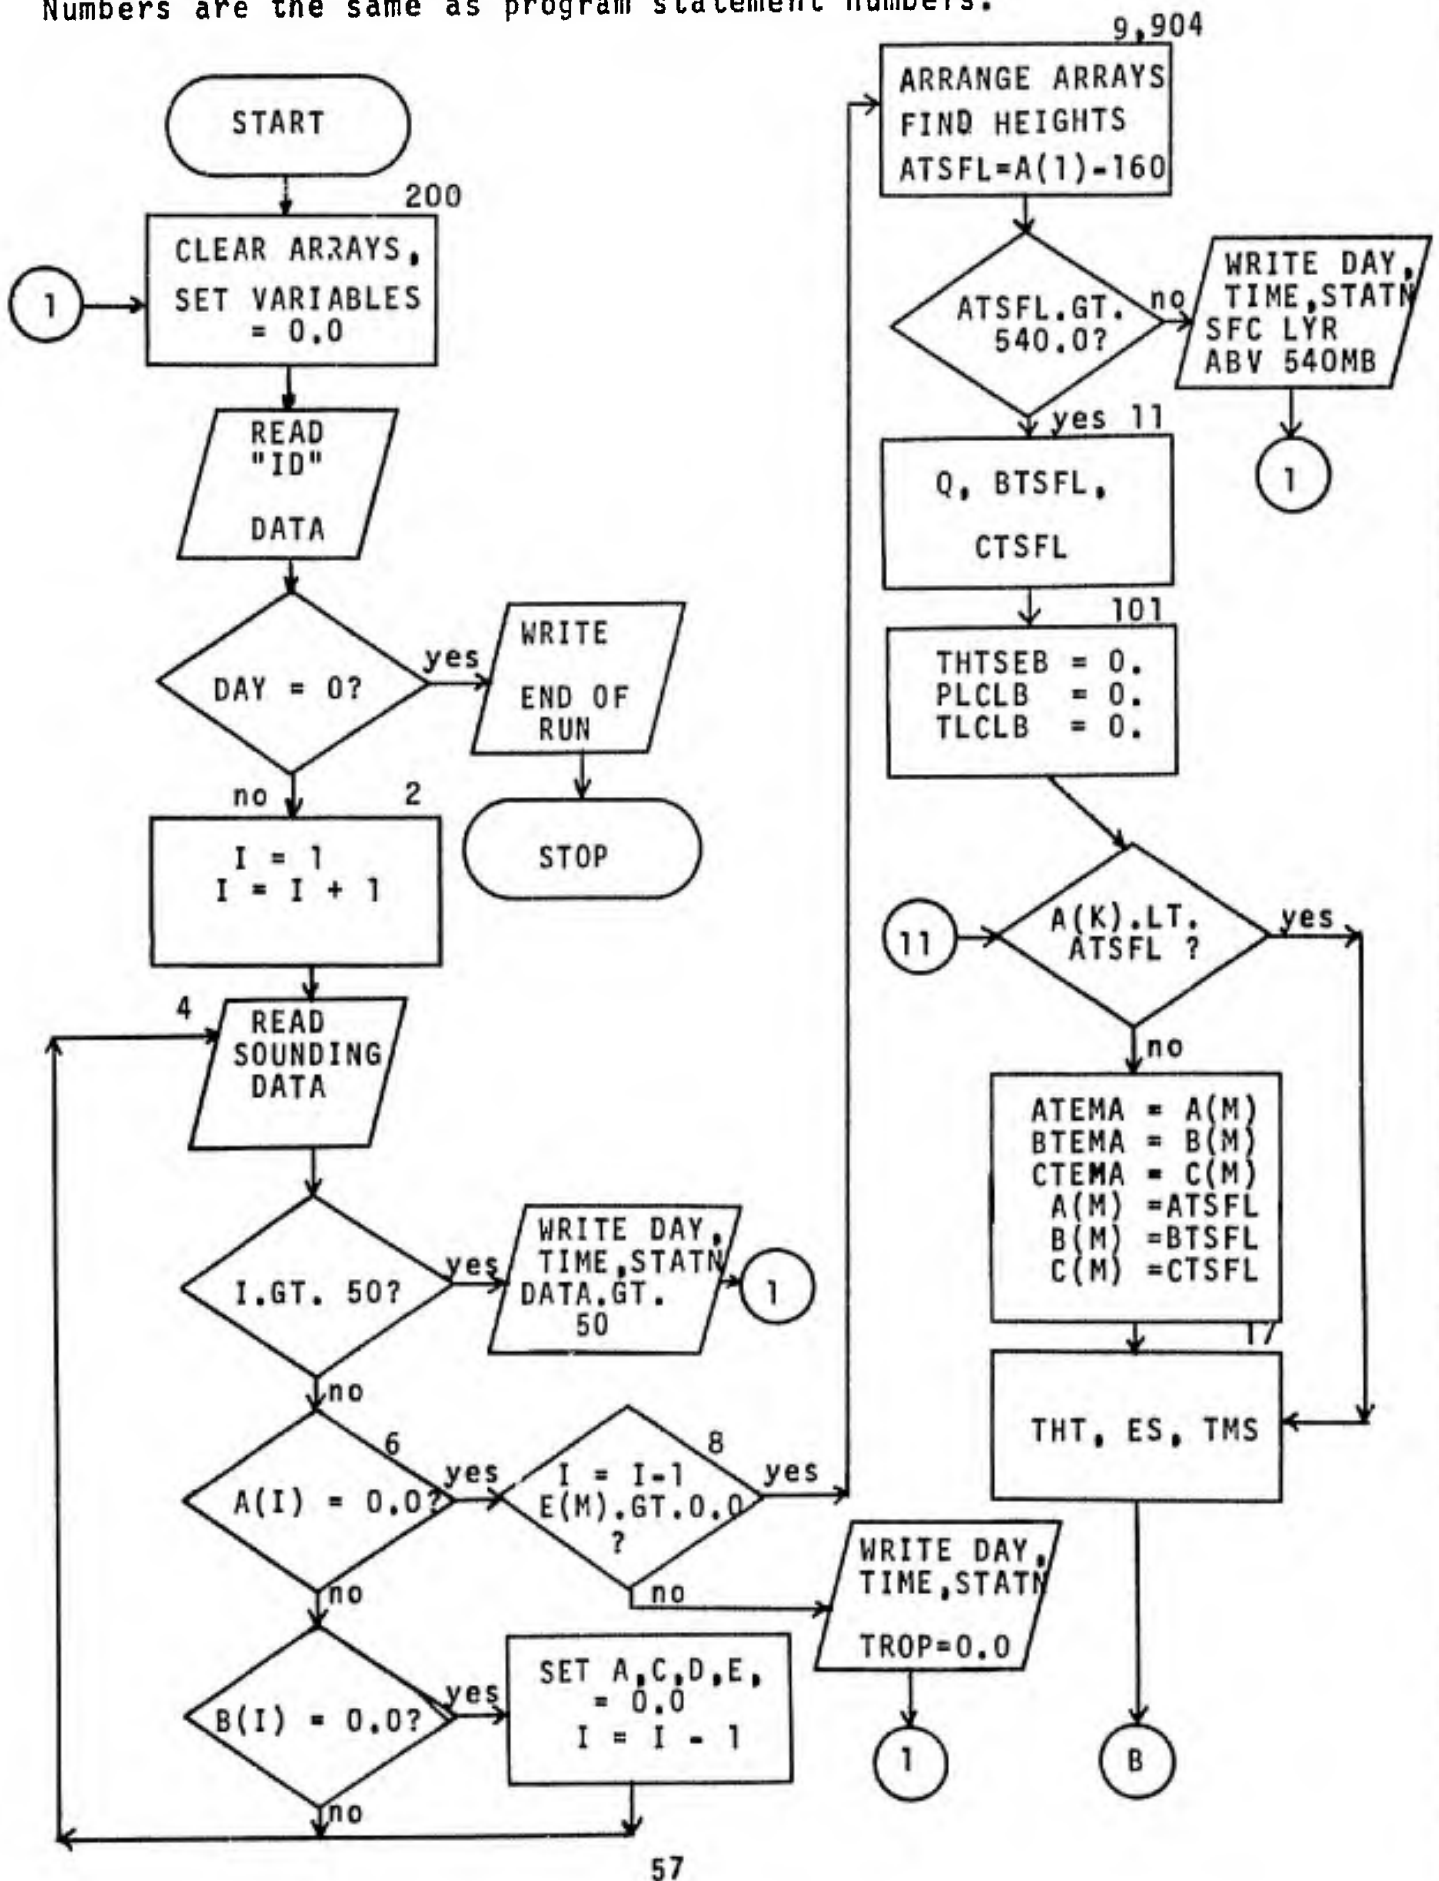 Numbers are the same as program statement numbers.
START
200
CLEAR ARRAYS,
SET VARIABLES
= 0.0
1
READ
"ID"
DATA
DAY = 0?
yes
WRITE
END OF
RUN
STOP
no
2
I = 1
I = I + 1
4
READ
SOUNDING
DATA
I.GT. 50?
yes
WRITE DAY,
TIME,STATN
DATA.GT.
50
1
no
6
A(I) = 0.0?
yes
8
I = I-1
E(M).GT.0.0
?
yes
no
WRITE DAY,
TIME,STATN
TROP=0.0
1
no
B(I) = 0.0?
yes
SET A,C,D,E,
= 0.0
I = I - 1
no
9,904
ARRANGE ARRAYS
FIND HEIGHTS
ATSFL=A(1)-160
ATSFL.GT.
540.0?
no
WRITE DAY,
TIME,STATN
SFC LYR
ABV 540MB
1
yes 11
Q, BTSFL,
CTSFL
101
THTSEB = 0.
PLCLB = 0.
TLCLB = 0.
11
A(K).LT.
ATSFL ?
yes
no
ATEMA = A(M)
BTEMA = B(M)
CTEMA = C(M)
A(M) =ATSFL
B(M) =BTSFL
C(M) =CTSFL
17
THT, ES, TMS
B
57